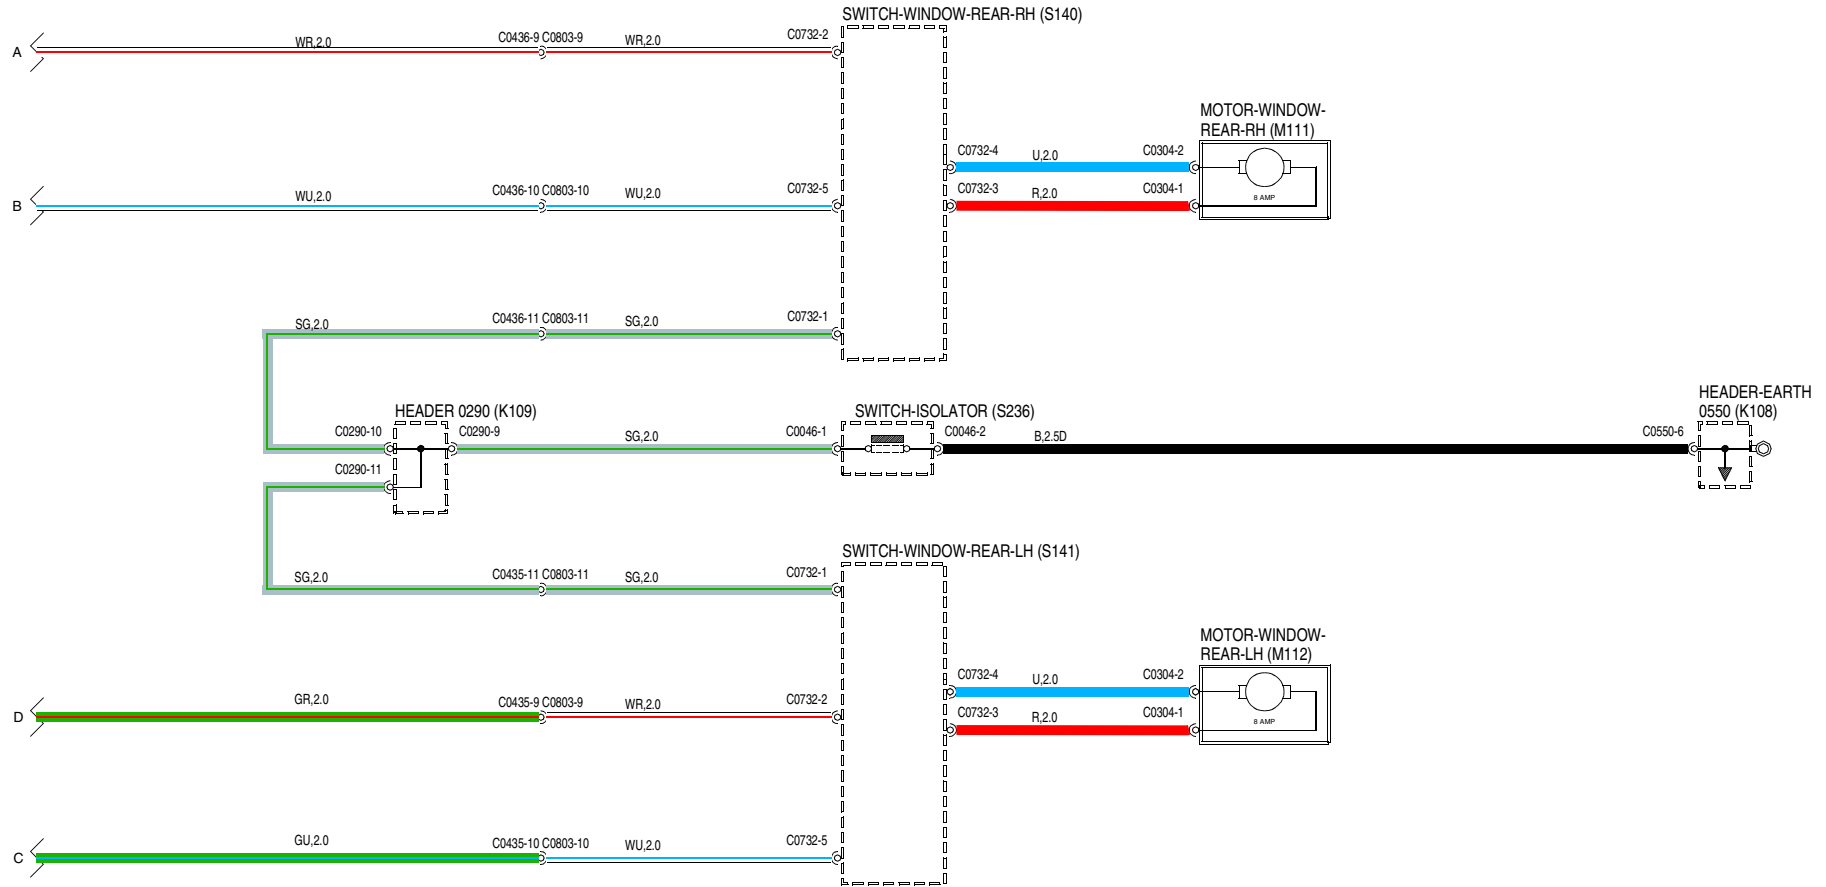 SWITCH-WINDOW-REAR-RH (S140)
A
WR,2.0
C0436-9 C0803-9
WR,2.0
C0732-2
MOTOR-WINDOW-
REAR-RH (M111)
C0732-4
U,2.0
C0304-2
B
WU,2.0
C0436-10 C0803-10
WU,2.0
C0732-5
C0732-3
R,2.0
C0304-1
8 AMP
SG,2.0
C0436-11 C0803-11
SG,2.0
C0732-1
HEADER-EARTH
0550 (K108)
HEADER 0290 (K109)
SWITCH-ISOLATOR (S236)
C0290-10
C0290-9
SG,2.0
C0046-1
C0046-2
B,2.5D
C0550-6
C0290-11
SWITCH-WINDOW-REAR-LH (S141)
SG,2.0
C0435-11 C0803-11
SG,2.0
C0732-1
MOTOR-WINDOW-
REAR-LH (M112)
C0732-4
U,2.0
C0304-2
D
GR,2.0
C0435-9 C0803-9
WR,2.0
C0732-2
C0732-3
R,2.0
C0304-1
8 AMP
C
GU,2.0
C0435-10 C0803-10
WU,2.0
C0732-5